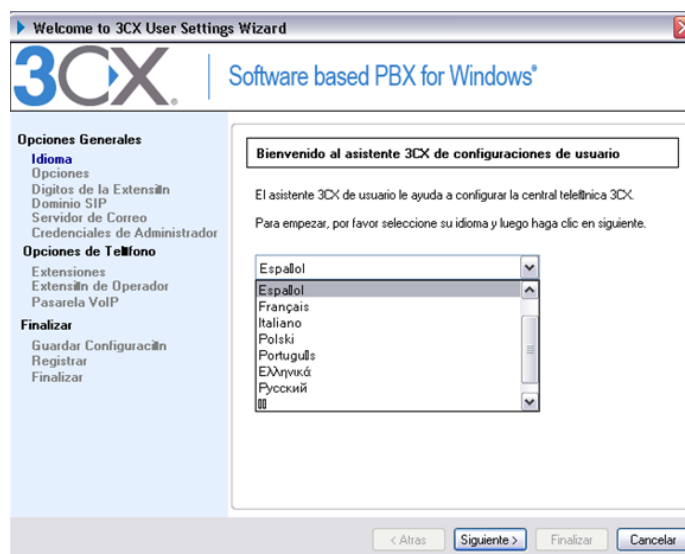 Welcome to 3CX User Settings Wizard
3CX®
Software based PBX for Windows®
Opciones Generales
Idioma
Opciones
Digitos de la Extensi▯n
Dominio SIP
Servidor de Correo
Credenciales de Administrador
Opciones de Tel▯fono
Extensiones
Extensi▯n de Operador
Pasarela VoIP
Finalizar
Guardar Configuraci▯n
Registrar
Finalizar
Bienvenido al asistente 3CX de configuraciones de usuario
El asistente 3CX de usuario le ayuda a configurar la central telef▯nica 3CX.
Para empezar, por favor seleccione su idioma y luego haga clic en siguiente.
Espa▯ol
Espa▯ol
Français
Italiano
Polski
Portugu▯s
Ελληνικά
Русский
▯▯
< Atras
Siguiente >
Finalizar
Cancelar